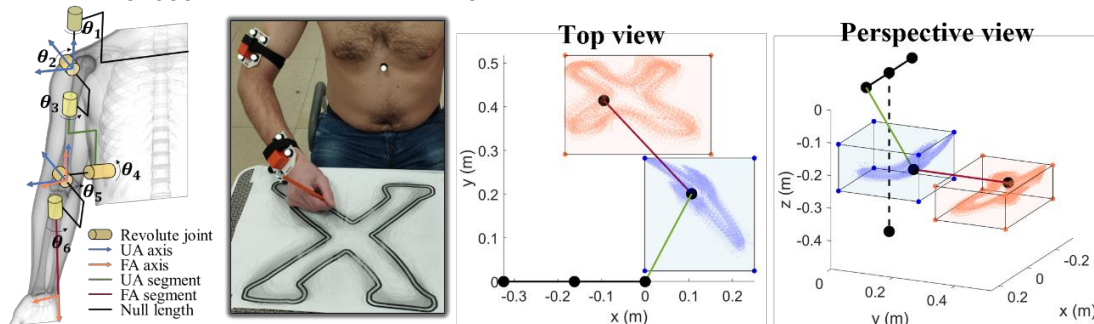 θ1
θ2
θ3
θ4
θ5
θ6
Revolute joint
UA axis
FA axis
UA segment
FA segment
Null length
Top view
0.5
0.4
0.3
0.2
0.1
0
y (m)
-0.3
-0.2
-0.1
0
0.1
0.2
x (m)
Perspective view
0
-0.1
-0.2
-0.3
-0.4
z (m)
0
0.2
0.4
y (m)
-0.2
0
0.2
x (m)